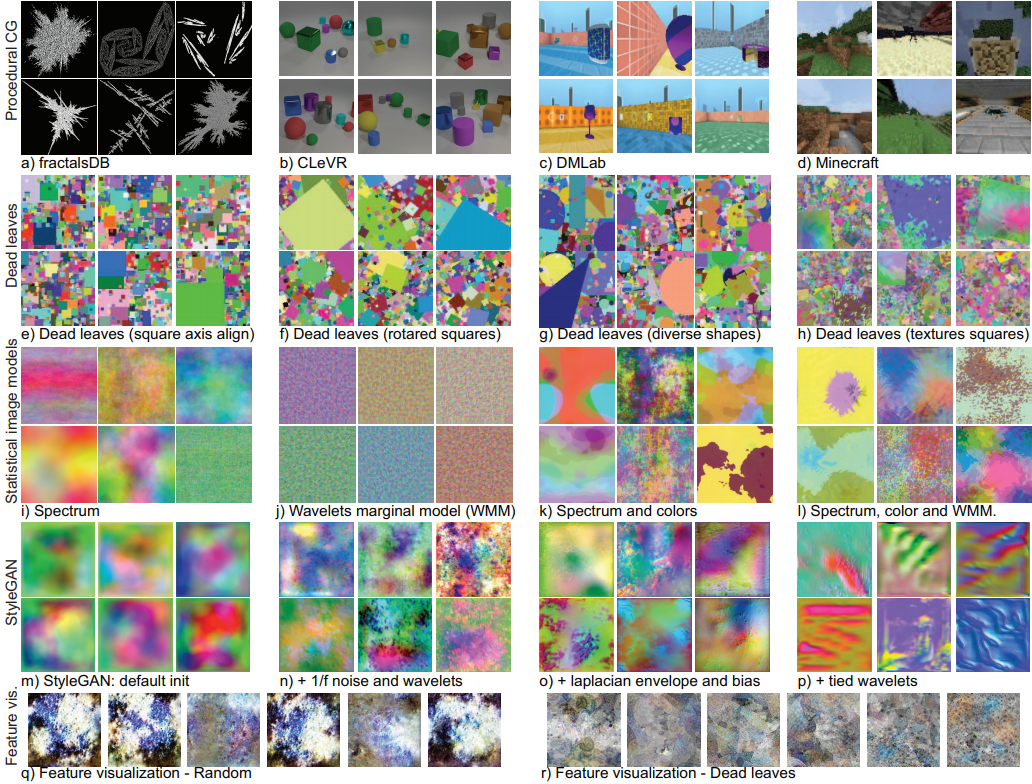 Procedural CG
a) fractalsDB
b) CLeVR
c) DMLab
d) Minecraft
Dead leaves
e) Dead leaves (square axis align)
f) Dead leaves (rotared squares)
g) Dead leaves (diverse shapes)
h) Dead leaves (textures squares)
Statistical image models
i) Spectrum
j) Wavelets marginal model (WMM)
k) Spectrum and colors
l) Spectrum, color and WMM.
StyleGAN
m) StyleGAN: default init
n) + 1/f noise and wavelets
o) + laplacian envelope and bias
p) + tied wavelets
Feature vis.
q) Feature visualization - Random
r) Feature visualization - Dead leaves